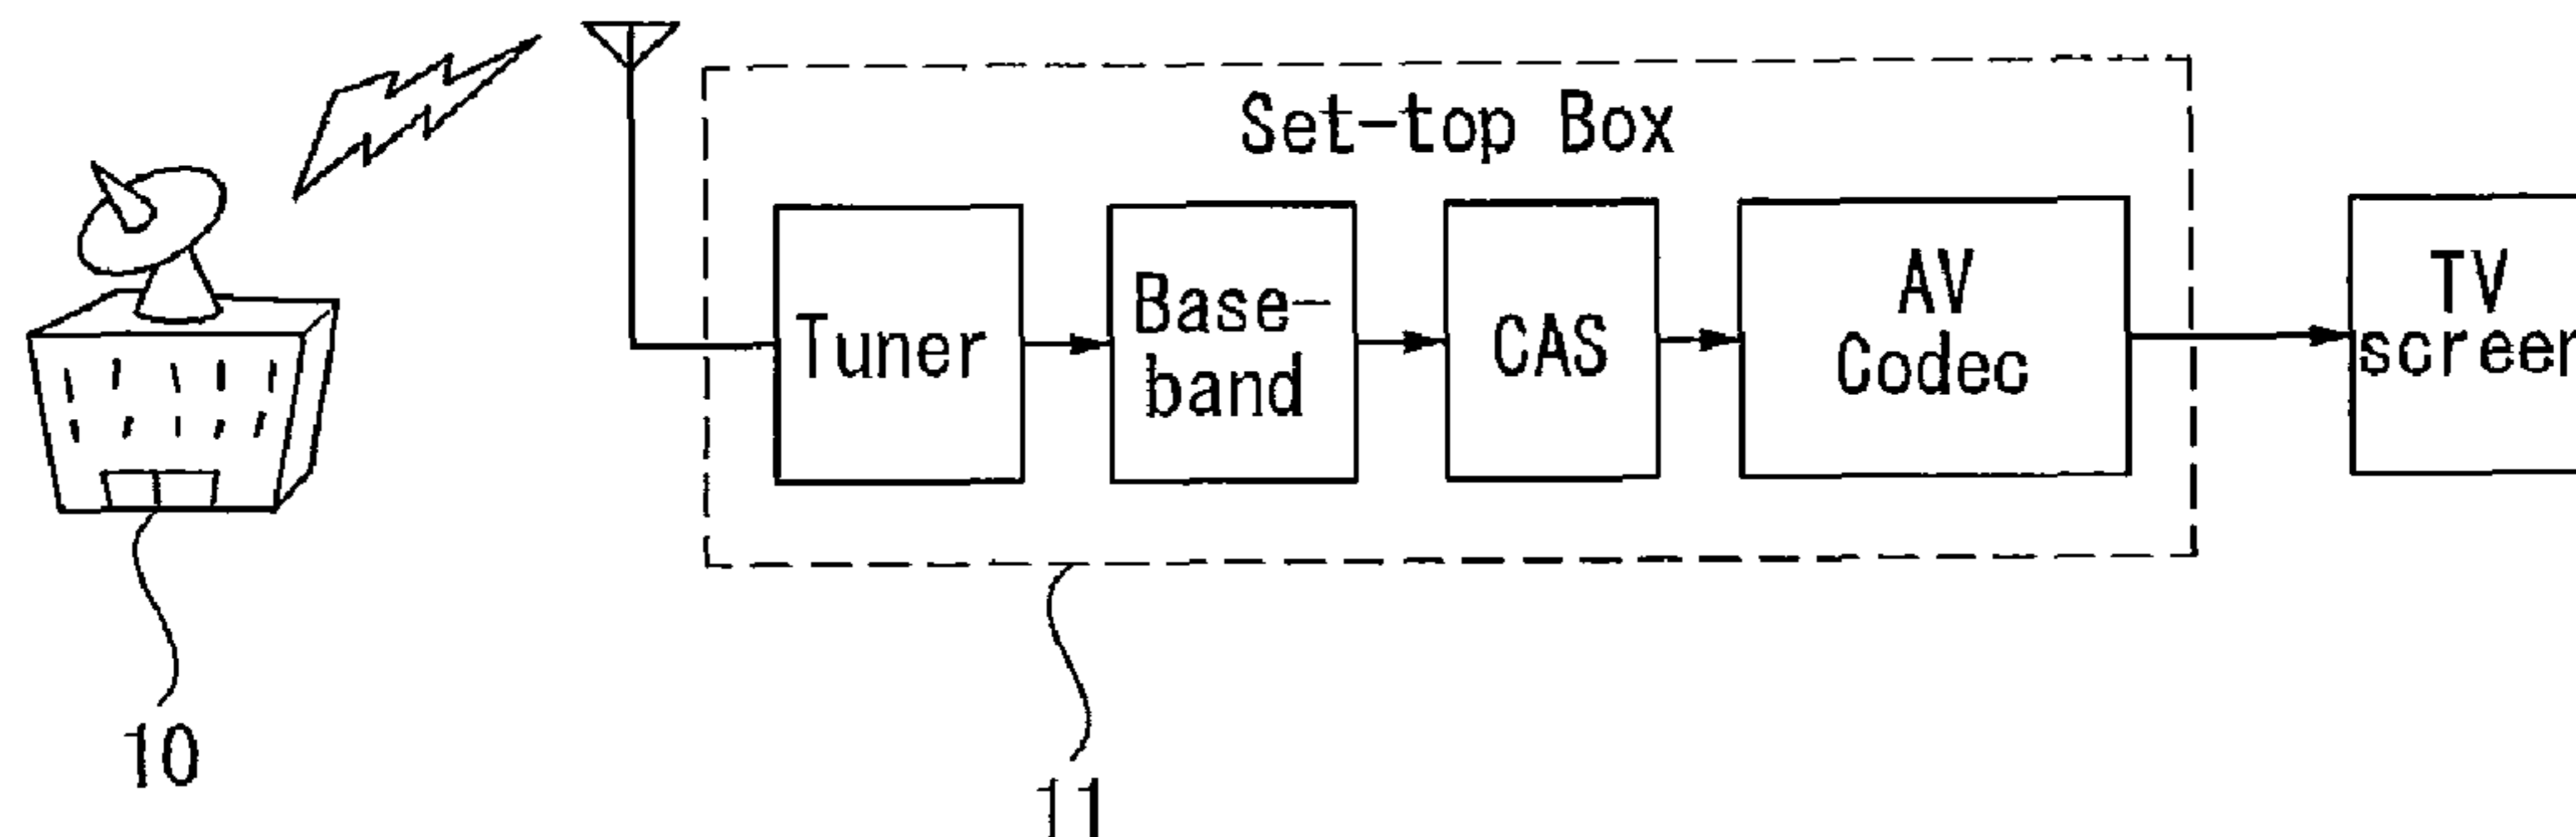 Set-top Box
Tuner
Base-
band
CAS
AV
Codec
TV
screen
10
11